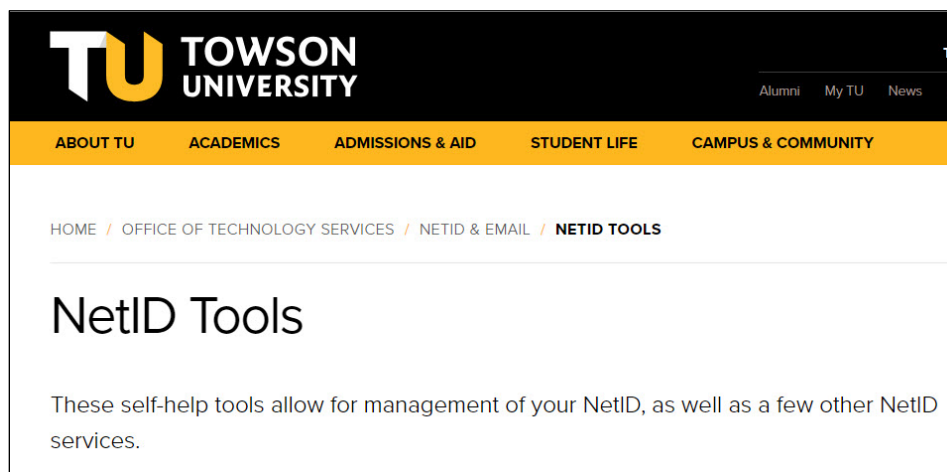 TU TOWSON
UNIVERSITY
Alumni My TU News
ABOUT TU ACADEMICS ADMISSIONS & AID STUDENT LIFE CAMPUS & COMMUNITY
HOME / OFFICE OF TECHNOLOGY SERVICES / NETID & EMAIL / NETID TOOLS
NetID Tools
These self-help tools allow for management of your NetID, as well as a few other NetID
services.